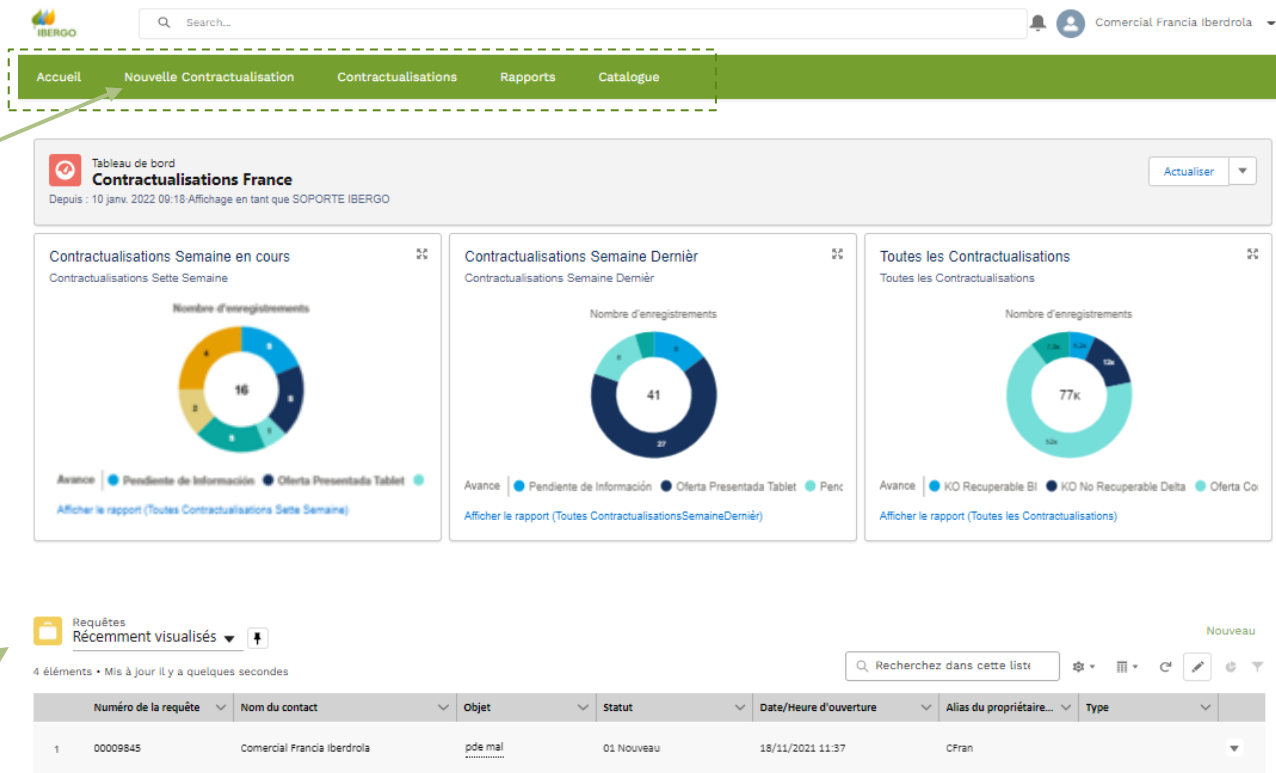 IBERGO
Search...
Comercial Francia Iberdrola
Accueil Nouvelle Contractualisation Contractualisations Rapports Catalogue
Tableau de bord
Contractualisations France
Depuis : 10 janv. 2022 09:18·Affichage en tant que SOPORTE IBERGO
Actualiser
Contractualisations Semaine en cours
Contractualisations Sette Semaine
Nombre d'enregistrements
4
2
16
Avance Pendiente de Información Oferta Presentada Tablet
Afficher le rapport (Toutes Contractualisations Sette Semaine)
Contractualisations Semaine Dernièr
Contractualisations Semaine Dernièr
Nombre d'enregistrements
41
27
Avance Pendiente de Información Oferta Presentada Tablet Penc
Afficher le rapport (Toutes ContractualisationsSemaineDernièr)
Toutes les Contractualisations
Toutes les Contractualisations
Nombre d'enregistrements
12k
77K
52k
Avance KO Recuperable BI KO No Recuperable Delta Oferta Co
Afficher le rapport (Toutes les Contractualisations)
Requêtes
Récemment visualisés
Nouveau
4 éléments • Mis à jour il y a quelques secondes
Recherchez dans cette liste
Numéro de la requête Nom du contact Objet Statut Date/Heure d'ouverture Alias du propriétaire... Type
1 00009845 Comercial Francia Iberdrola pde mal 01 Nouveau 18/11/2021 11:37 CFran